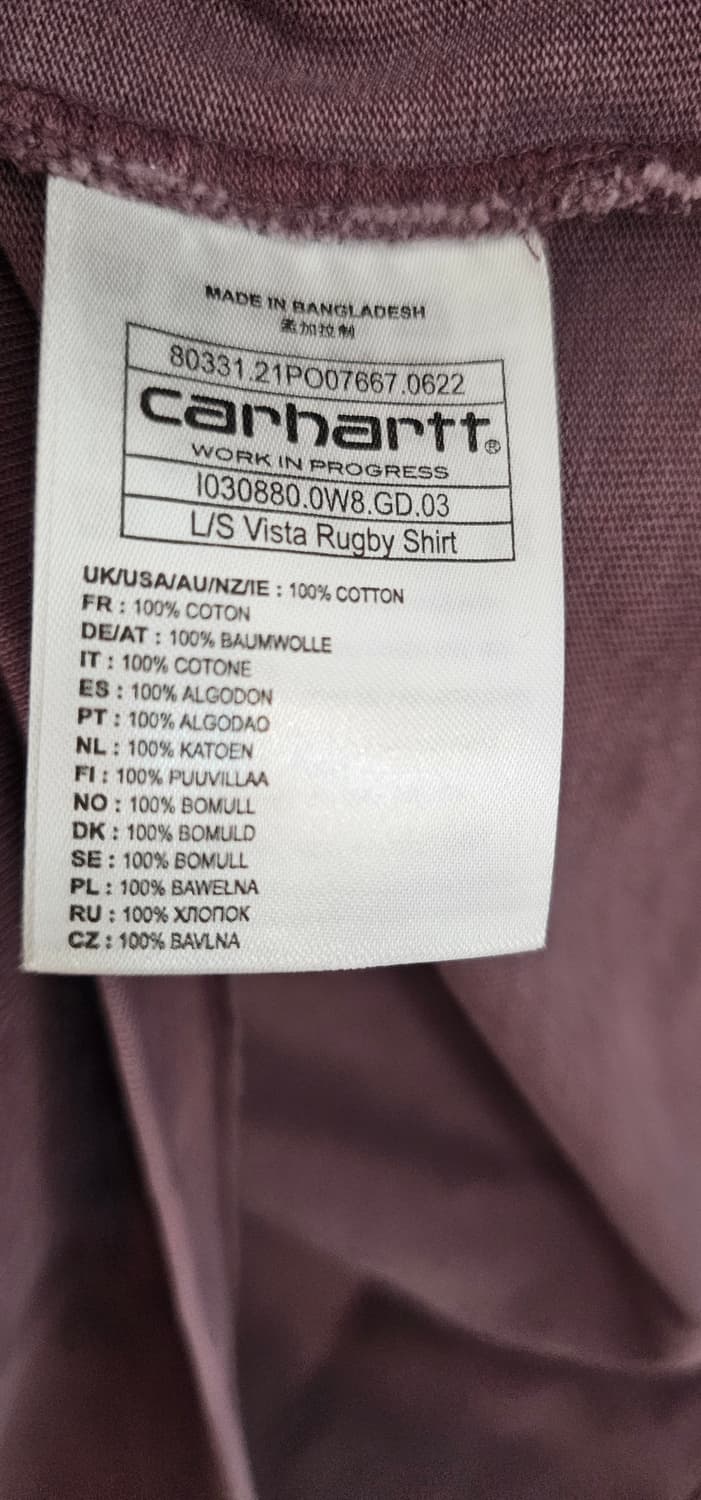 MADE IN BANGLADESH
孟加拉制
80331.21PO07667.0622
carhartt®
WORK IN PROGRESS
I030880.0W8.GD.03
L/S Vista Rugby Shirt
UK/USA/AU/NZ/IE : 100% COTTON
FR : 100% COTON
DE/AT : 100% BAUMWOLLE
IT : 100% COTONE
ES : 100% ALGODON
PT : 100% ALGODAO
NL : 100% KATOEN
FI : 100% PUUVILLAA
NO : 100% BOMULL
DK : 100% BOMULD
SE : 100% BOMULL
PL : 100% BAWEŁNA
RU : 100% ХЛОПОК
CZ : 100% BAVLNA